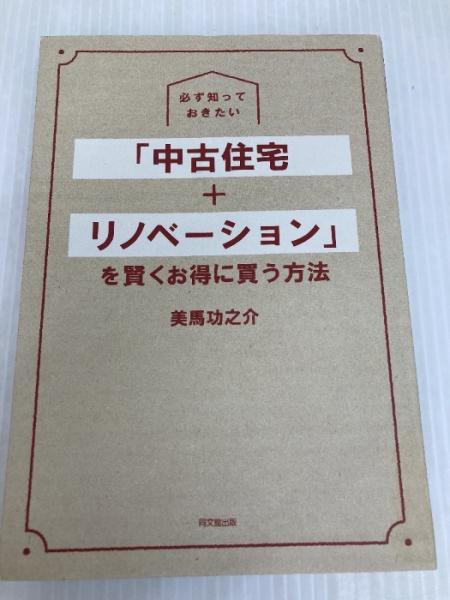 必ず知って
おきたい
「中古住宅
+
リノベーション」
を賢くお得に買う方法
美馬功之介
同文舘出版